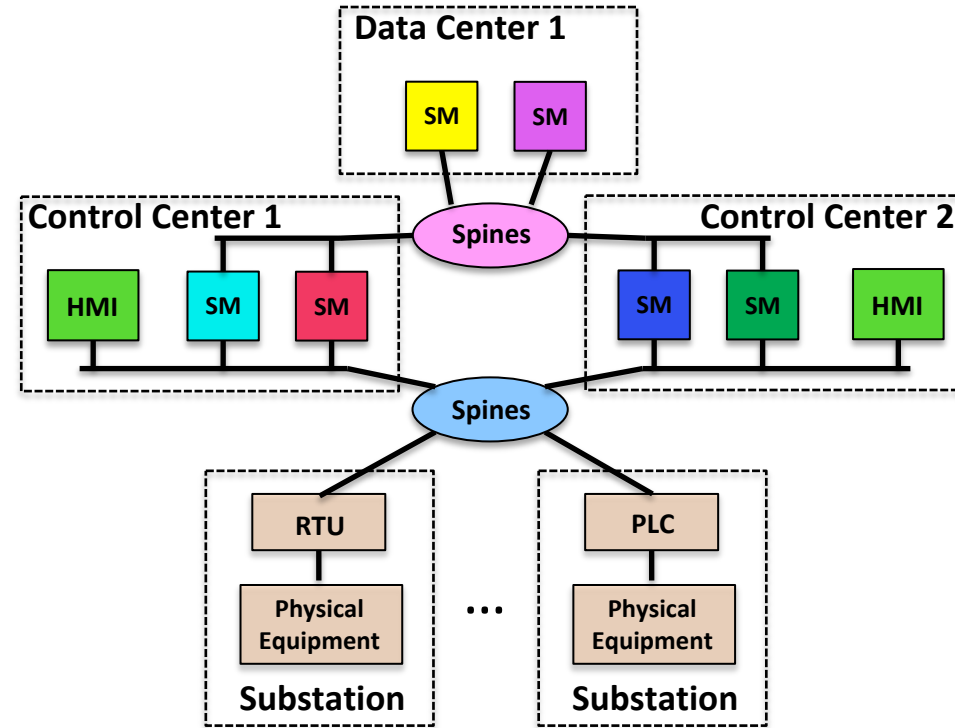 Data Center 1
SM
SM
Control Center 1
Spines
Control Center 2
HMI
SM
SM
SM
SM
HMI
Spines
RTU
PLC
Physical
Equipment
...
Physical
Equipment
Substation
Substation